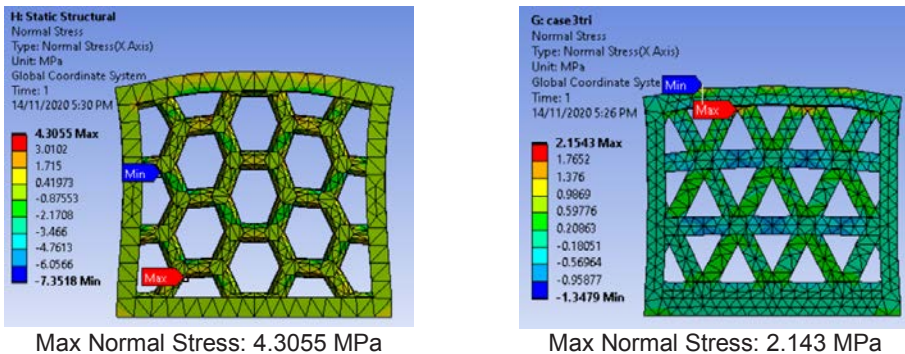 H: Static Structural
Normal Stress
Type: Normal Stress(X Axis)
Unit: MPa
Global Coordinate System
Time: 1
14/11/2020 5:30 PM
4.3055 Max
3.0102
1.715
0.41973
-0.87553
-2.1708
-3.466
-4.7613
-6.0566
-7.3518 Min
Min
Max
Max Normal Stress: 4.3055 MPa
G: case3tri
Normal Stress
Type: Normal Stress(X Axis)
Unit: MPa
Global Coordinate Syste
Time: 1
14/11/2020 5:26 PM
2.1543 Max
1.7652
1.376
0.9869
0.59776
0.20863
-0.18051
-0.56964
-0.95877
-1.3479 Min
Min
Max
Max Normal Stress: 2.143 MPa